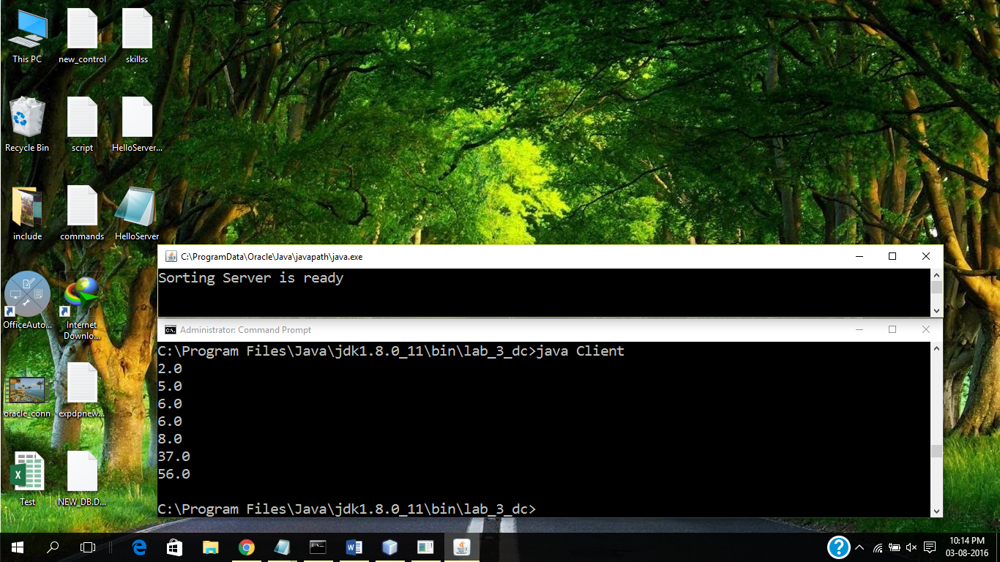 This PC
new_control
skillss
Recycle Bin
script
HelloServer...
include
commands
HelloServer
OfficeAuto...
Internet
Downlo...
oracle_conn
expdpnew...
Test
NEW_DB.D...
C:\ProgramData\Oracle\Java\javapath\java.exe
Sorting Server is ready
Administrator: Command Prompt
C:\Program Files\Java\jdk1.8.0_11\bin\lab_3_dc>java Client
2.0
5.0
6.0
6.0
8.0
37.0
56.0
C:\Program Files\Java\jdk1.8.0_11\bin\lab_3_dc>
10:14 PM
03-08-2016